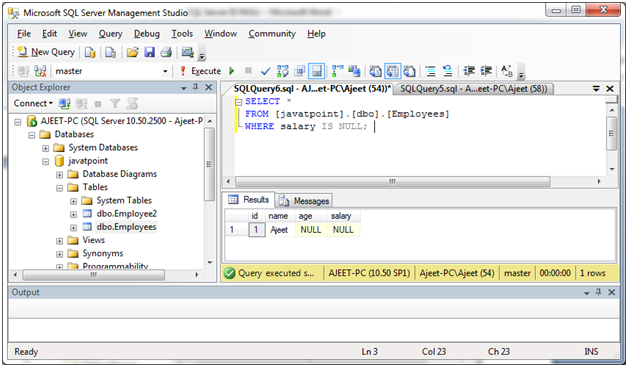 Microsoft SQL Server Management Studio
File Edit View Query Debug Tools Window Community Help
New Query
master Execute
Object Explorer
Connect
AJEET-PC (SQL Server 10.50.2500 - Ajeet-P
Databases
System Databases
javatpoint
Database Diagrams
Tables
System Tables
dbo.Employee2
dbo.Employees
Views
Synonyms
Programmability
SQLQuery6.sql - AJ...et-PC\Ajeet (54))* SQLQuery5.sql - A...eet-PC\Ajeet (58))
SELECT *
FROM [javatpoint].[dbo].[Employees]
WHERE salary IS NULL;
Results Messages
id name age salary
1 1 Ajeet NULL NULL
Query executed s... AJEET-PC (10.50 SP1) Ajeet-PC\Ajeet (54) master 00:00:00 1 rows
Output
Ready Ln 3 Col 23 Ch 23 INS